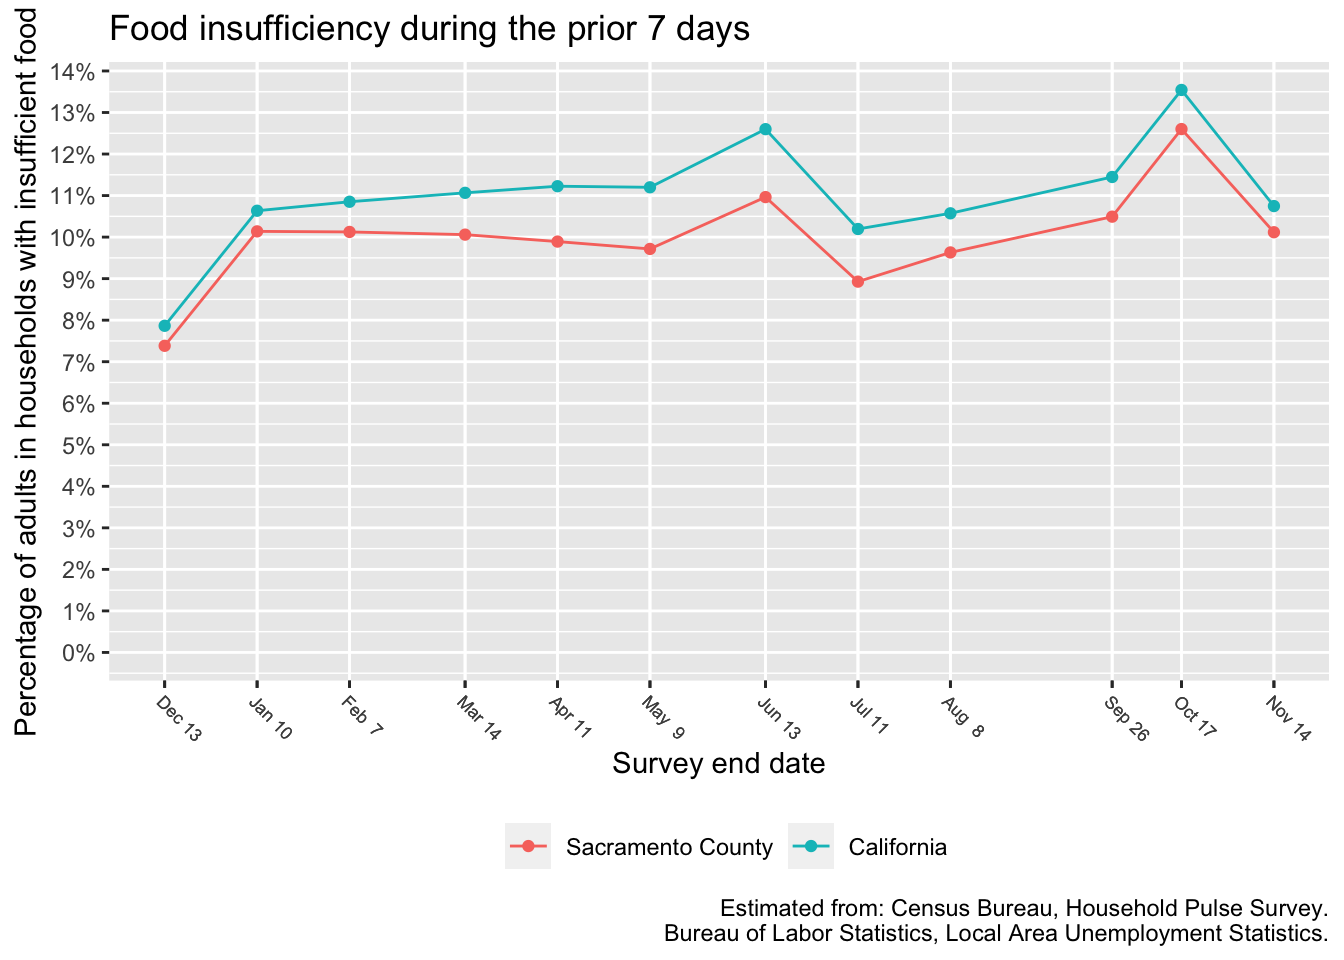 Food insufficiency during the prior 7 days
Percentage of adults in households with insufficient food
14%
13%
12%
11%
10%
9%
8%
7%
6%
5%
4%
3%
2%
1%
0%
Dec 13
Jan 10
Feb 7
Mar 14
Apr 11
May 9
Jun 13
Jul 11
Aug 8
Sep 26
Oct 17
Nov 14
Survey end date
Sacramento County
California
Estimated from: Census Bureau, Household Pulse Survey.
Bureau of Labor Statistics, Local Area Unemployment Statistics.